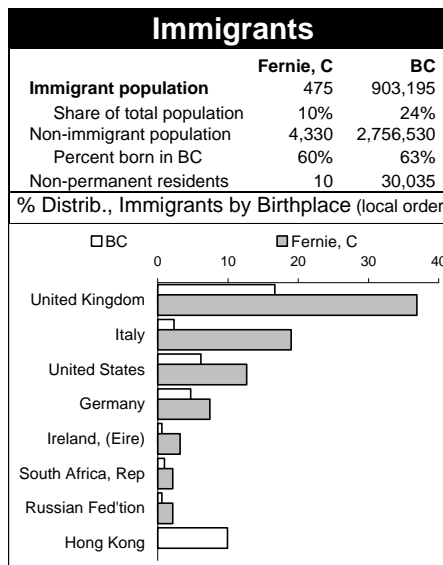 Immigrants
Fernie, C BC
Immigrant population 475 903,195
Share of total population 10% 24%
Non-immigrant population 4,330 2,756,530
Percent born in BC 60% 63%
Non-permanent residents 10 30,035
% Distrib., Immigrants by Birthplace (local order
BC Fernie, C
0 10 20 30 40
United Kingdom
Italy
United States
Germany
Ireland, (Eire)
South Africa, Rep
Russian Fed'tion
Hong Kong